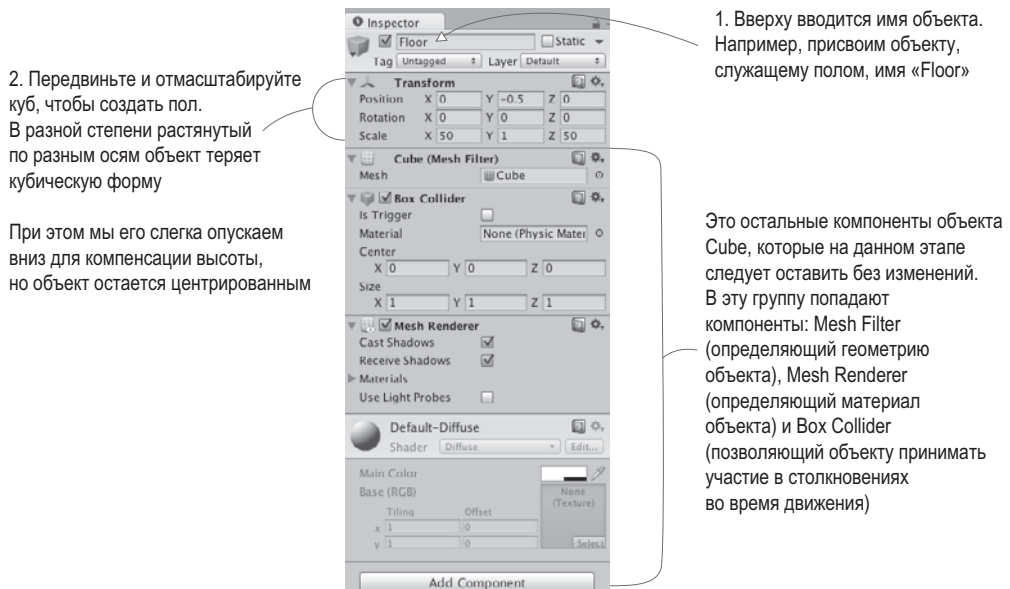 1. Вверху вводится имя объекта.
Например, присвоим объекту,
служащему полом, имя «Floor»
2. Передвиньте и отмасштабируйте
куб, чтобы создать пол.
В разной степени растянутый
по разным осям объект теряет
кубическую форму
При этом мы его слегка опускаем
вниз для компенсации высоты,
но объект остается центрированным
Inspector
Floor Static
Tag Untagged Layer Default
Transform
Position X 0 Y -0.5 Z 0
Rotation X 0 Y 0 Z 0
Scale X 50 Y 1 Z 50
Cube (Mesh Filter)
Mesh Cube
Box Collider
Is Trigger
Material None (Physic Mater
Center
X 0 Y 0 Z 0
Size
X 1 Y 1 Z 1
Mesh Renderer
Cast Shadows
Receive Shadows
Materials
Use Light Probes
Default-Diffuse
Shader Diffuse Edit...
Main Color
Base (RGB) None
(Texture)
Tiling Offset
x 1 0
y 1 0 Select
Add Component
Это остальные компоненты объекта
Cube, которые на данном этапе
следует оставить без изменений.
В эту группу попадают
компоненты: Mesh Filter
(определяющий геометрию
объекта), Mesh Renderer
(определяющий материал
объекта) и Box Collider
(позволяющий объекту принимать
участие в столкновениях
во время движения)